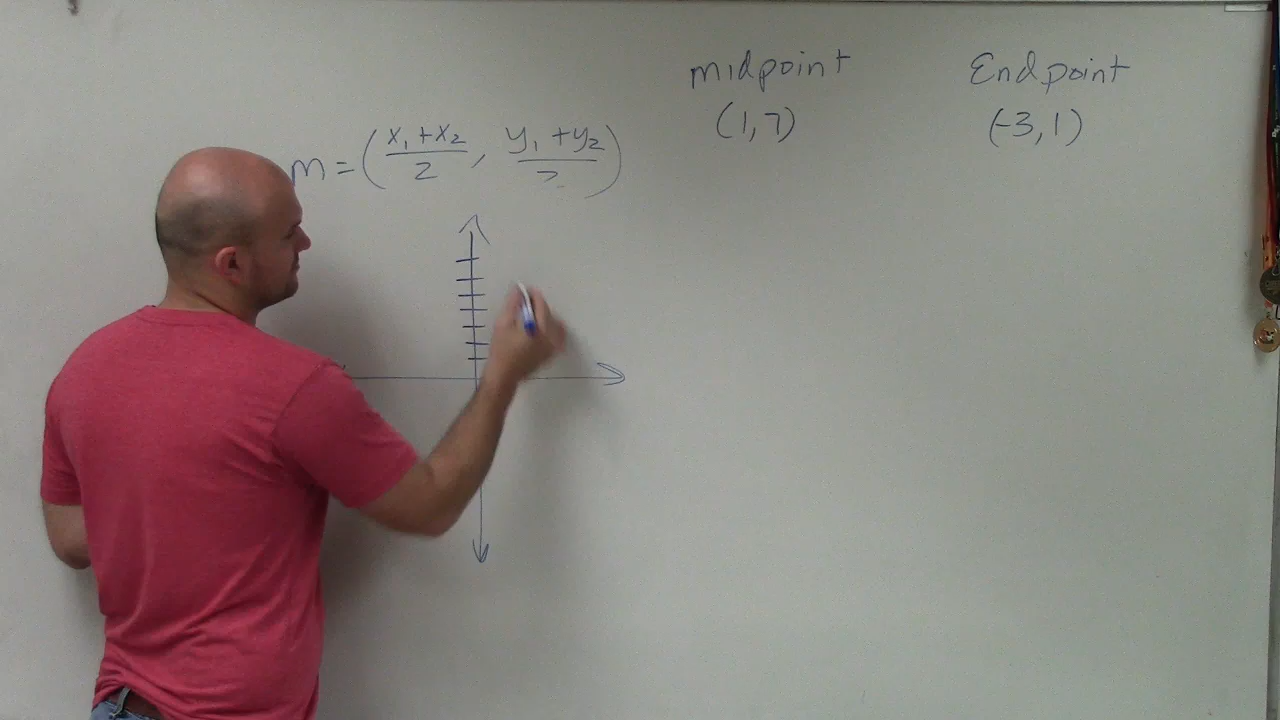 midpoint Endpoint
(1,7) (-3,1)
m=(x₁+x₂/2, y₁+y₂/2)